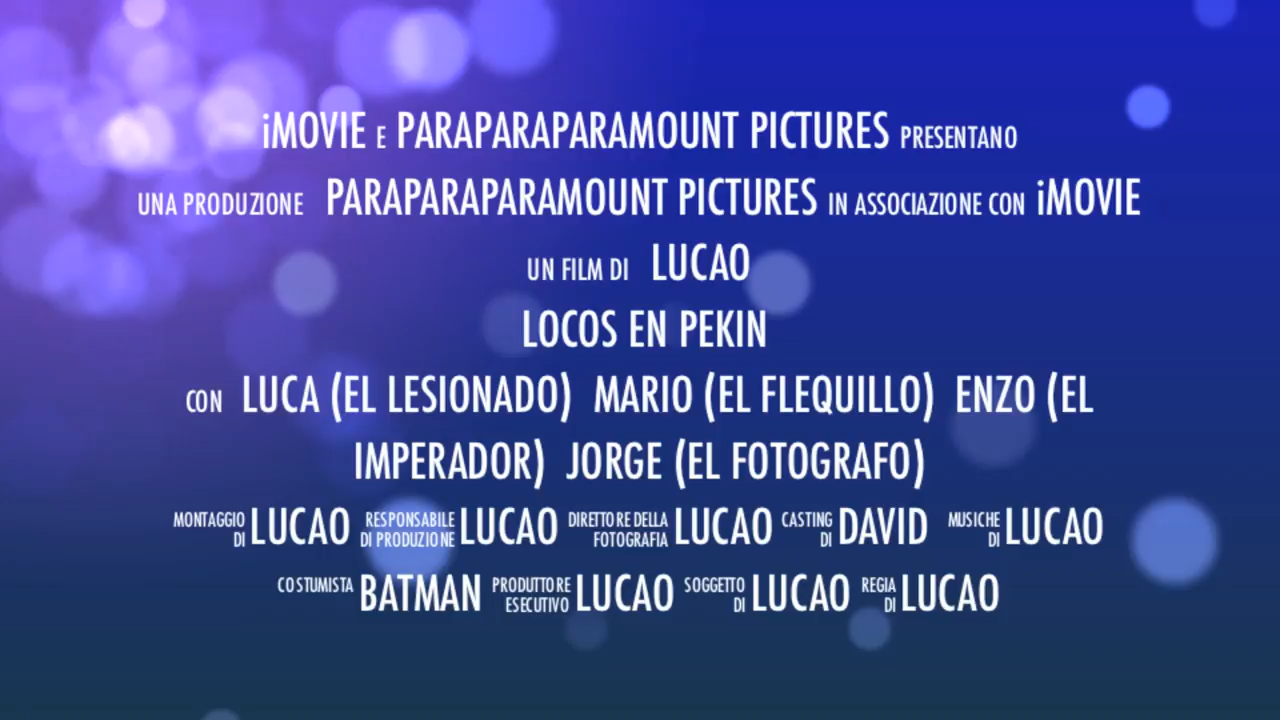 iMOVIE E PARAPARAPARAMOUNT PICTURES PRESENTANO
UNA PRODUZIONE PARAPARAPARAMOUNT PICTURES IN ASSOCIAZIONE CON iMOVIE
UN FILM DI LUCAO
LOCOS EN PEKIN
CON LUCA (EL LESIONADO) MARIO (EL FLEQUILLO) ENZO (EL
IMPERADOR) JORGE (EL FOTOGRAFO)
MONTAGGIO DI LUCAO RESPONSABILE DI PRODUZIONE LUCAO DIRETTORE DELLA FOTOGRAFIA LUCAO CASTING DI DAVID MUSICHE DI LUCAO
COSTUMISTA BATMAN PRODUTTORE ESECUTIVO LUCAO SOGGETTO DI LUCAO REGIA DI LUCAO